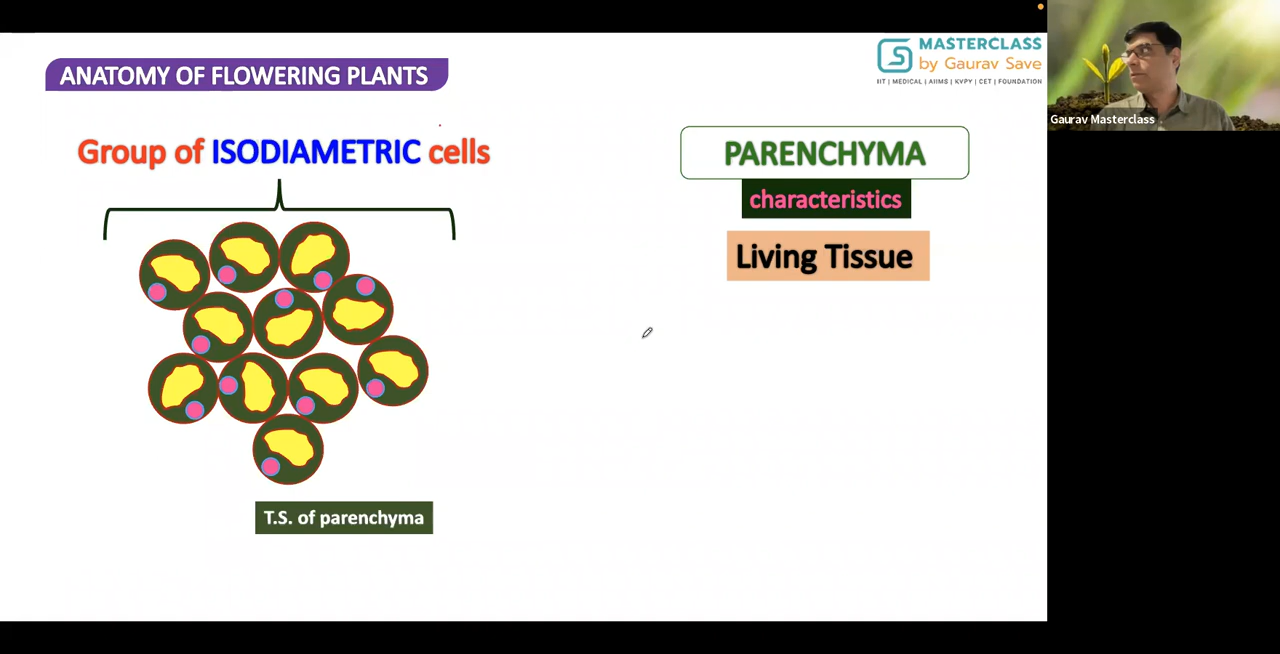 ANATOMY OF FLOWERING PLANTS
MASTERCLASS
by Gaurav Save
IIT | MEDICAL | AIIMS | KVPY | CET | FOUNDATION
Gaurav Masterclass
Group of ISODIAMETRIC cells
PARENCHYMA
characteristics
Living Tissue
T.S. of parenchyma